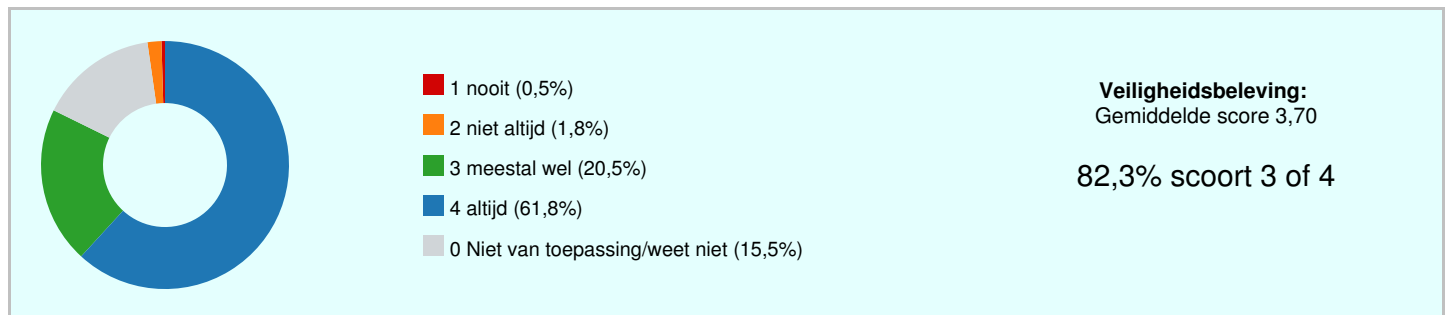 1 nooit (0,5%)
2 niet altijd (1,8%)
3 meestal wel (20,5%)
4 altijd (61,8%)
0 Niet van toepassing/weet niet (15,5%)
Veiligheidsbeleving:
Gemiddelde score 3,70
82,3% scoort 3 of 4